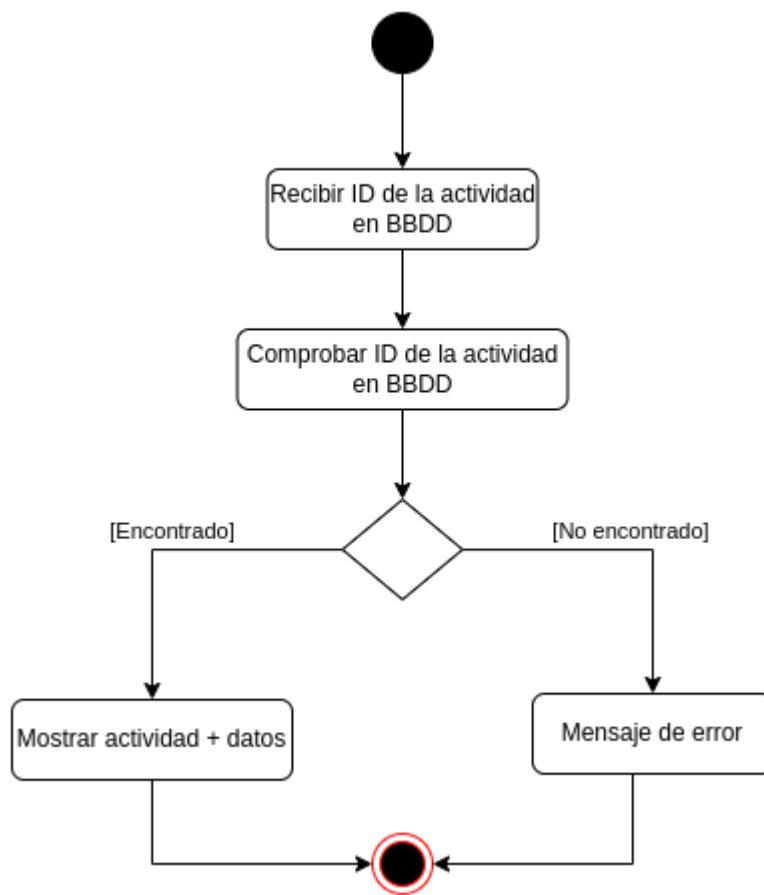 Recibir ID de la actividad
en BBDD
Comprobar ID de la actividad
en BBDD
[Encontrado]
[No encontrado]
Mostrar actividad + datos
Mensaje de error